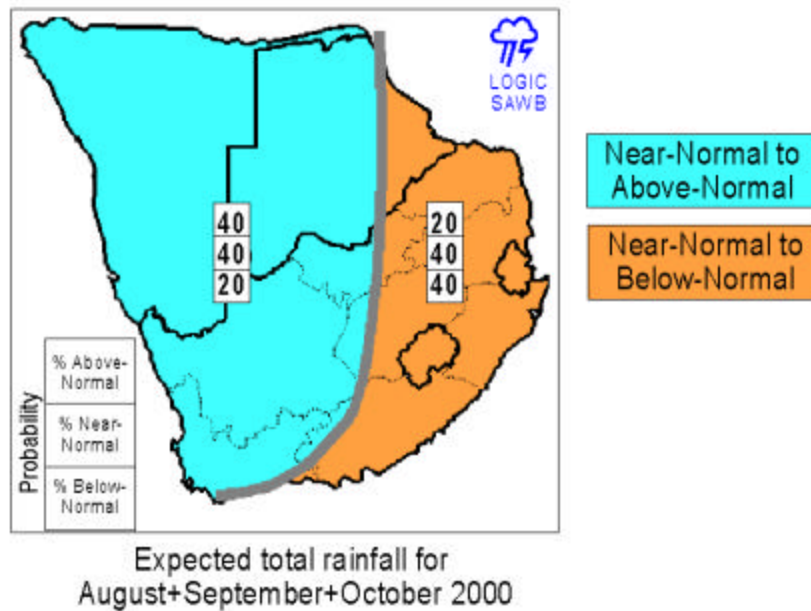 LOGIC
SAWB
Near-Normal to
Above-Normal
Near-Normal to
Below-Normal
40
40
20
20
40
40
Probability
% Above-
Normal
% Near-
Normal
% Below-
Normal
Expected total rainfall for
August+September+October 2000